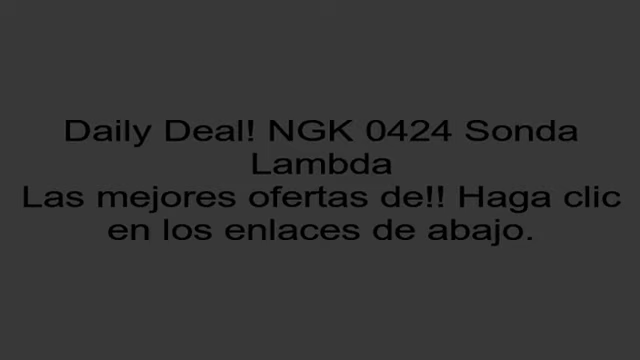 Daily Deal! NGK 0424 Sonda
Lambda
Las mejores ofertas de!! Haga clic
en los enlaces de abajo.